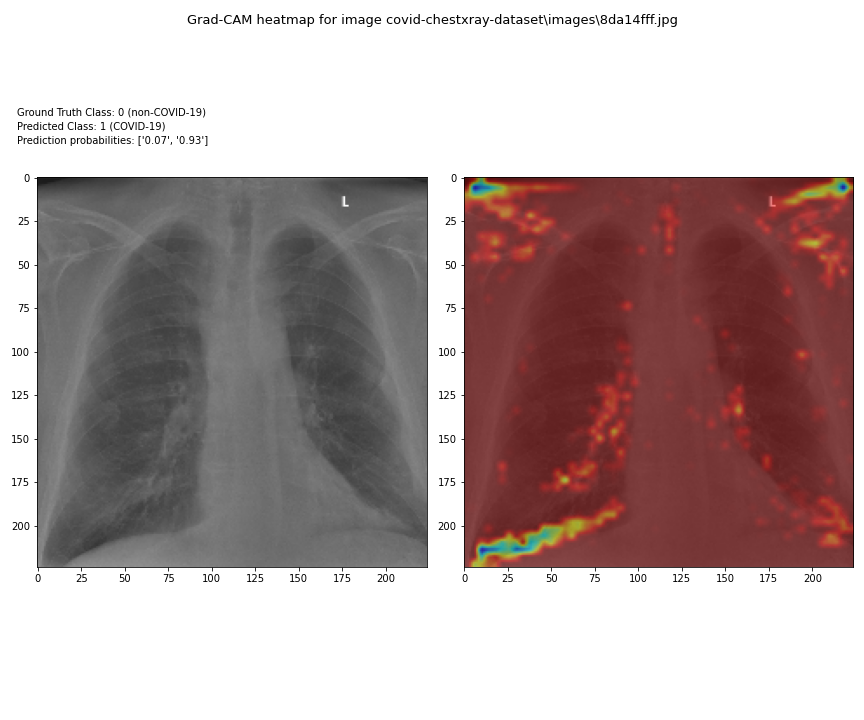 Grad-CAM heatmap for image covid-chestxray-dataset\images\8da14fff.jpg
Ground Truth Class: 0 (non-COVID-19)
Predicted Class: 1 (COVID-19)
Prediction probabilities: ['0.07', '0.93']
0
25
50
75
100
125
150
175
200
L
0 25 50 75 100 125 150 175 200
0
25
50
75
100
125
150
175
200
L
0 25 50 75 100 125 150 175 200